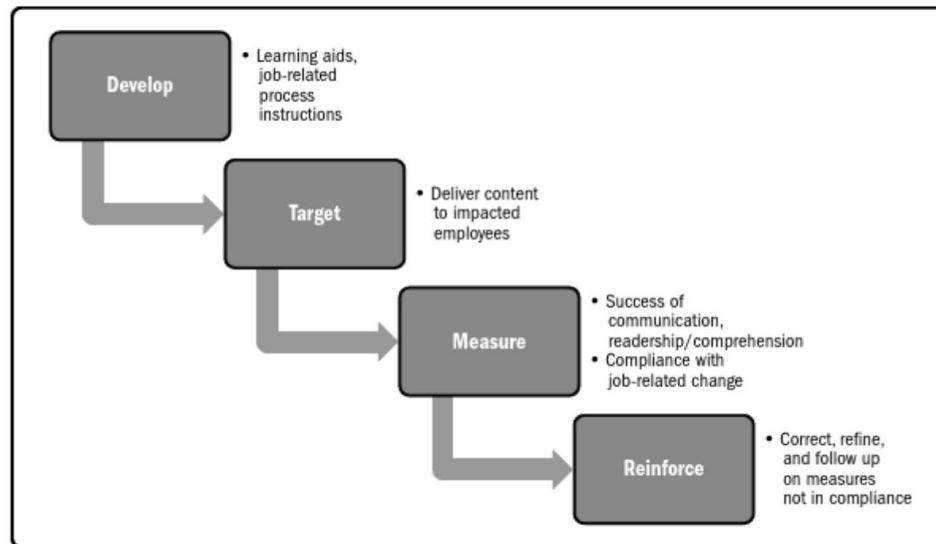 Develop
• Learning aids,
job-related
process
instructions
Target
• Deliver content
to impacted
employees
Measure
• Success of
communication,
readership/comprehension
• Compliance with
job-related change
Reinforce
• Correct, refine,
and follow up
on measures
not in compliance